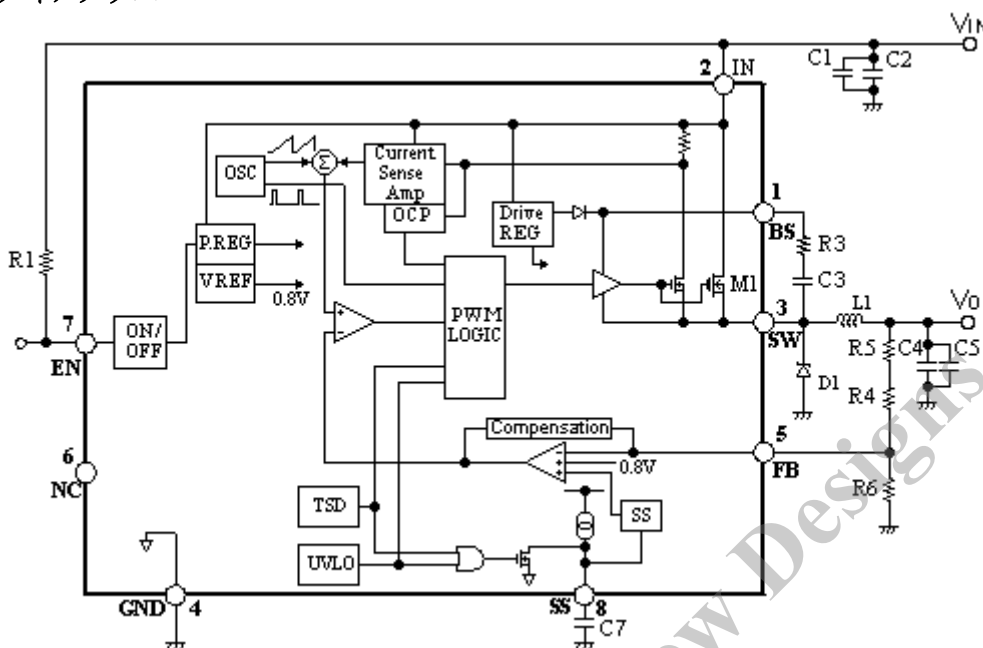 VIN
C1
C2
2
IN
Current
Sense
Amp
OSC
Σ
OCP
Drive
REG
1
BS
R3
C3
R1
P.REG
VREF
0.8V
PWM
LOGIC
M1
3
SW
L1
VO
7
EN
ON/
OFF
D1
R5
C4
C5
R4
Compensation
5
FB
0.8V
R6
6
NC
TSD
SS
UVLO
GND
4
SS
8
C7
ew Designs